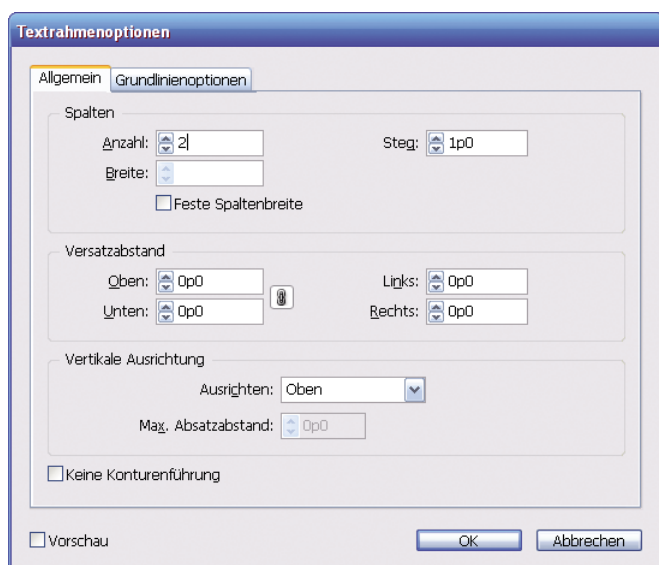 Textrahmenoptionen
Allgemein Grundlinienoptionen
Spalten
Anzahl: 2 Steg: 1p0
Breite:
Feste Spaltenbreite
Versatzabstand
Oben: 0p0 Links: 0p0
Unten: 0p0 Rechts: 0p0
Vertikale Ausrichtung
Ausrichten: Oben
Max. Absatzabstand: 0p0
Keine Konturenführung
Vorschau OK Abbrechen